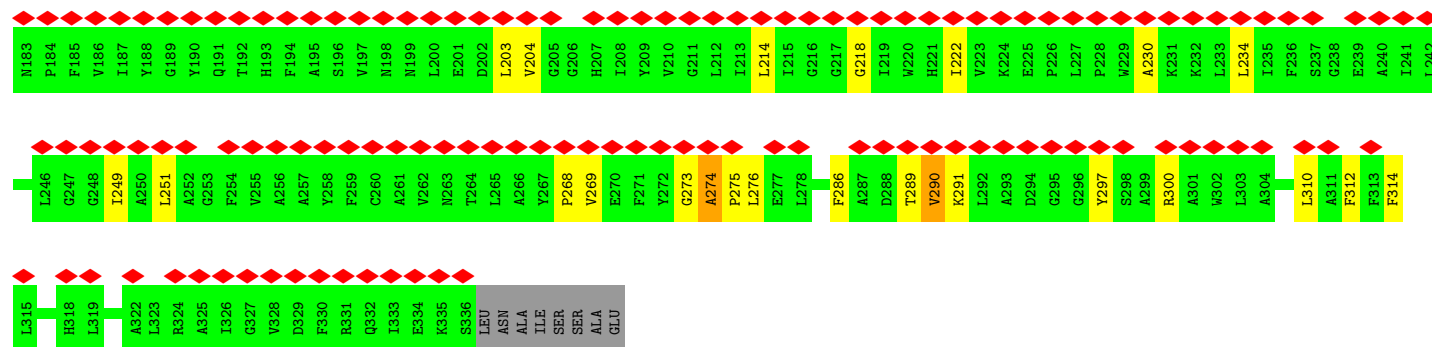 N183 P184 F185 V186 I187 Y188 G189 Y190 Q191 T192 H193 F194 A195 S196 V197 N198 N199 L200 E201 D202 L203 V204 G205 G206 H207 I208 Y209 V210 G211 L212 I213 L214 I215 G216 G217 G218 I219 W220 H221 I222 V223 K224 E225 P226 L227 P228 W229 A230 K231 K232 L233 L234 I235 F236 S237 G238 E239 A240 I241 L242
L246 G247 G248 I249 A250 L251 A252 G253 F254 V255 A256 A257 Y258 F259 C260 A261 V262 N263 T264 L265 A266 Y267 P268 V269 E270 F271 Y272 G273 A274 P275 L276 E277 L278 F286 A287 D288 T289 V290 K291 L292 A293 D294 G295 G296 Y297 S298 A299 R300 A301 W302 L303 A304 L310 A311 F312 F313 F314
L315 H318 L319 A322 L323 R324 A325 I326 G327 V328 D329 F330 R331 Q332 I333 E334 K335 S336 LEU ASN ALA ILE SER SER ALA GLU